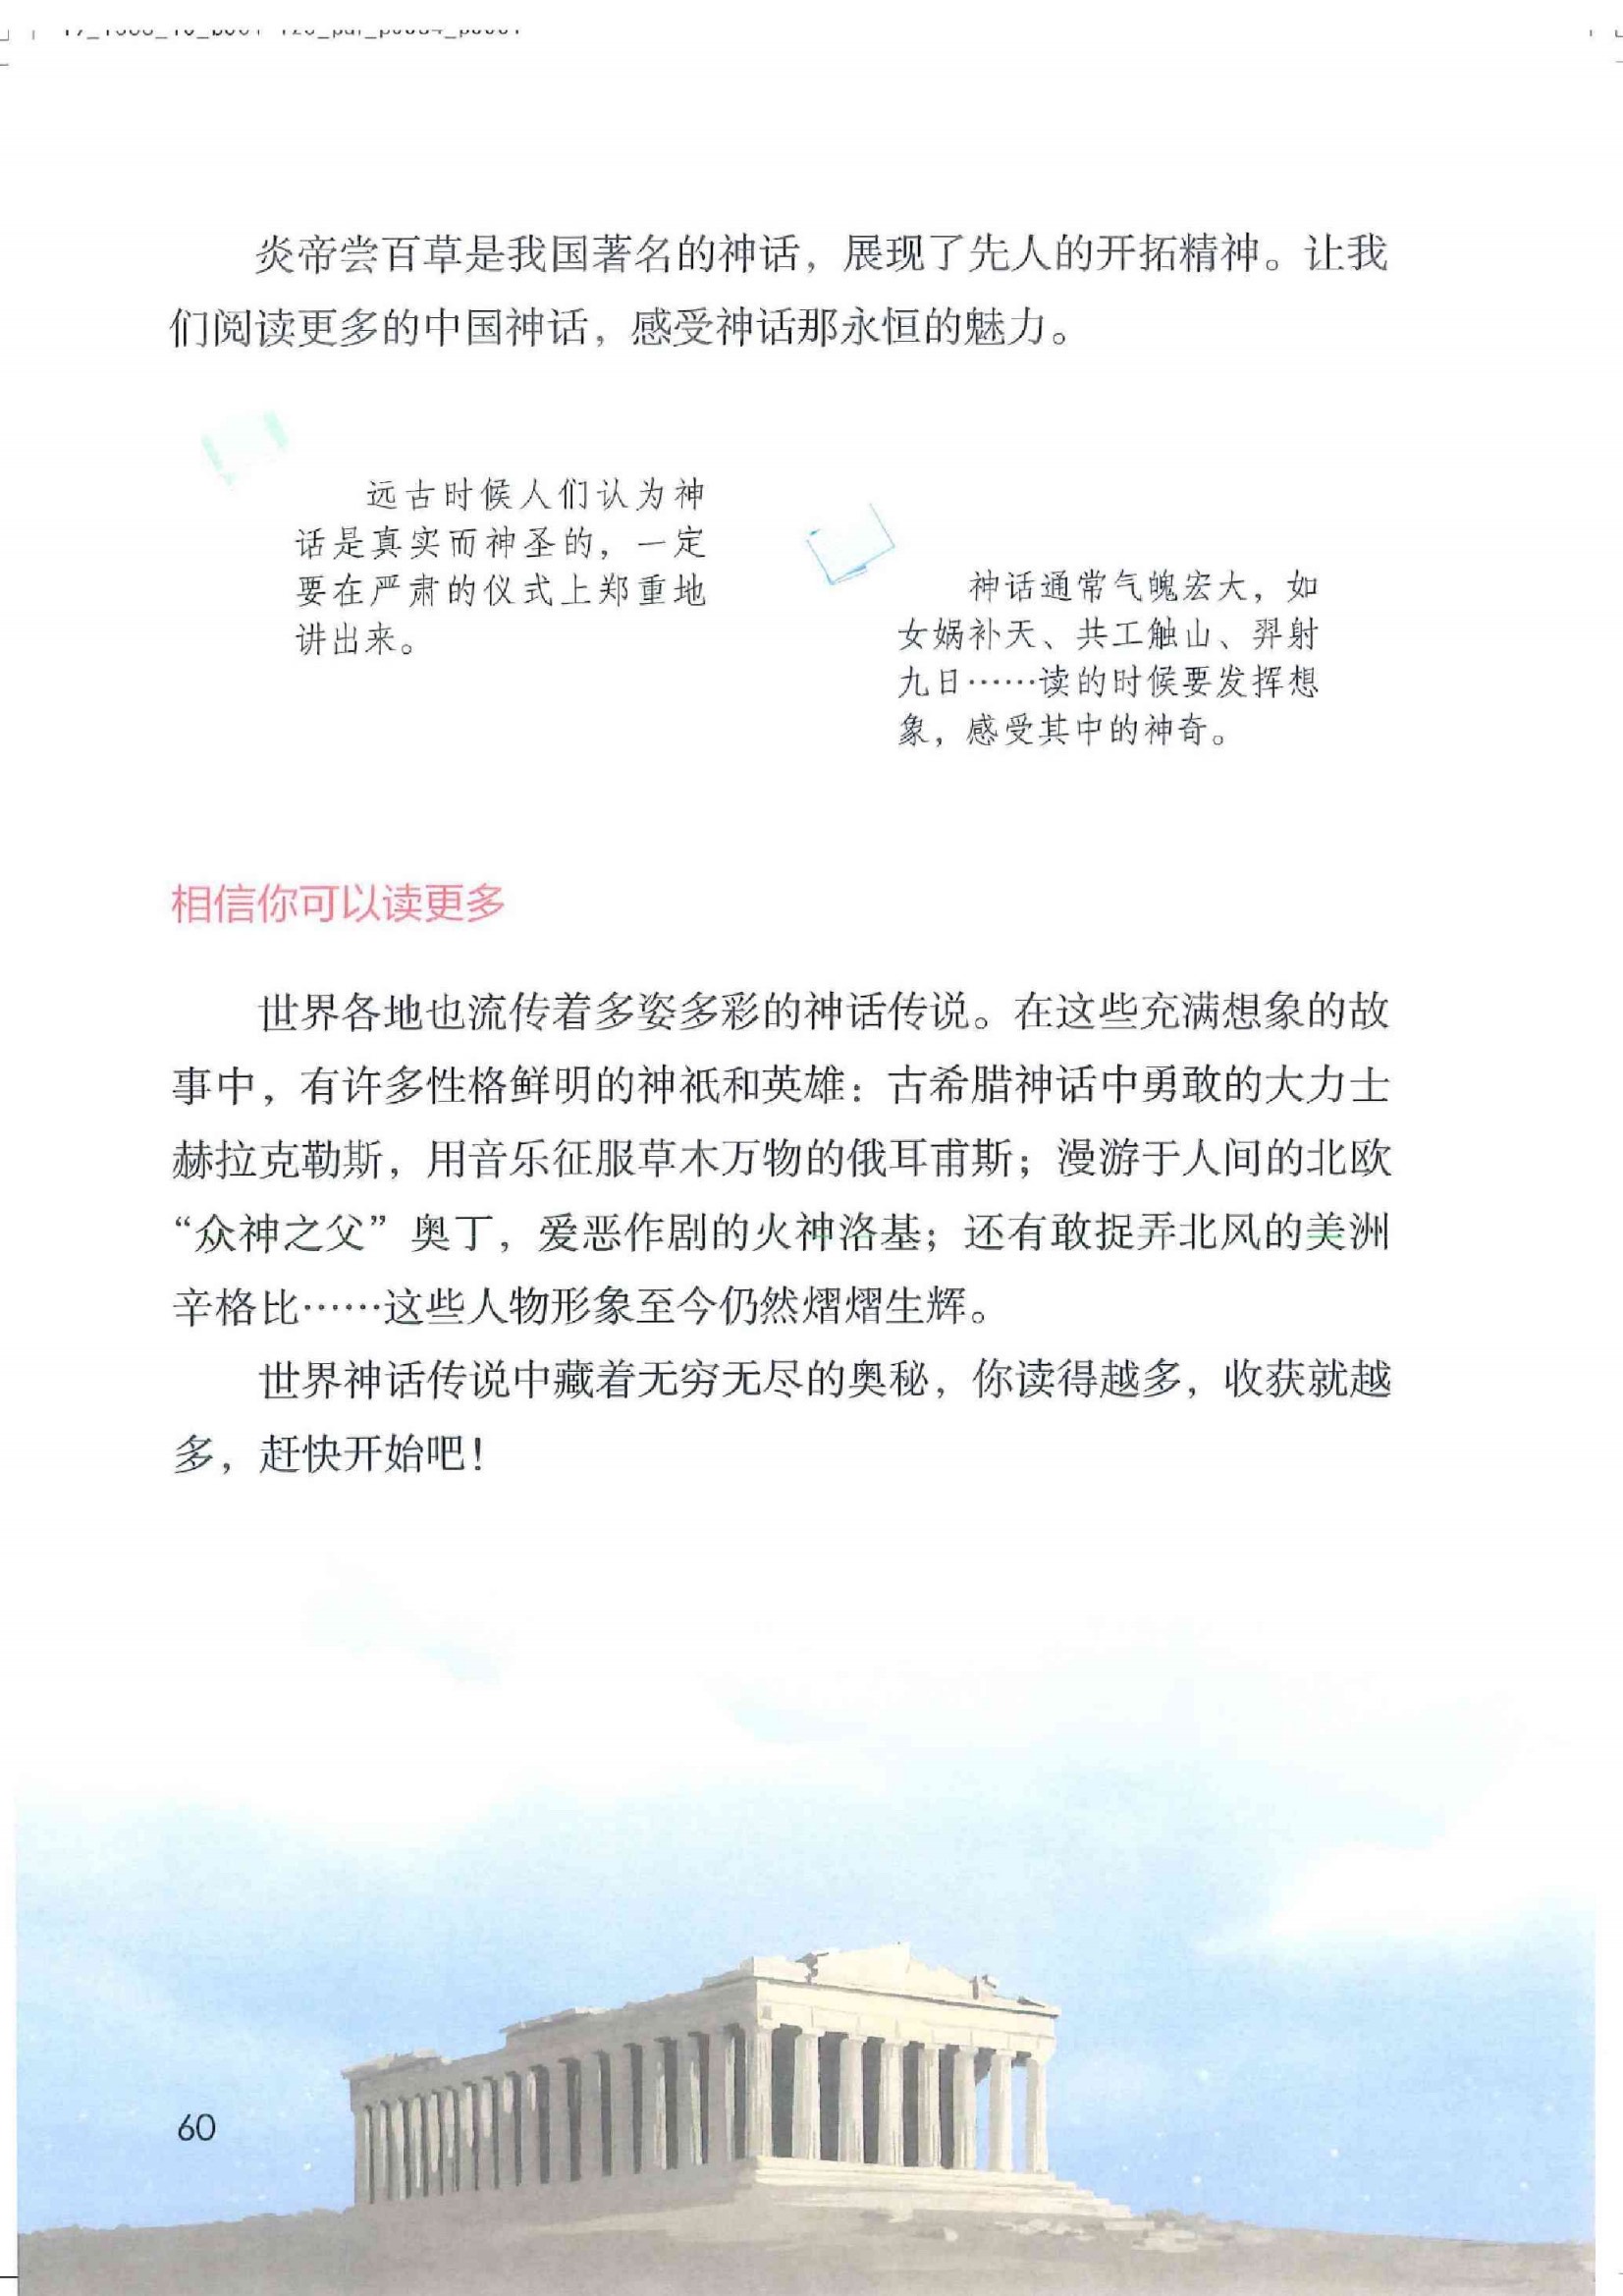 炎帝尝百草是我国著名的神话，展现了先人的开拓精神。让我
们阅读更多的中国神话，感受神话那永恒的魅力。
远古时候人们认为神
话是真实而神圣的，一定
要在严肃的仪式上郑重地
讲出来。
神话通常气魄宏大，如
女娲补天、共工触山、羿射
九日……读的时候要发挥想
象，感受其中的神奇。
相信你可以读更多
世界各地也流传着多姿多彩的神话传说。在这些充满想象的故
事中，有许多性格鲜明的神祇和英雄：古希腊神话中勇敢的大力士
赫拉克勒斯，用音乐征服草木万物的俄耳甫斯；漫游于人间的北欧
“众神之父”奥丁，爱恶作剧的火神洛基；还有敢捉弄北风的美洲
辛格比……这些人物形象至今仍然熠熠生辉。
世界神话传说中藏着无穷无尽的奥秘，你读得越多，收获就越
多，赶快开始吧！
60